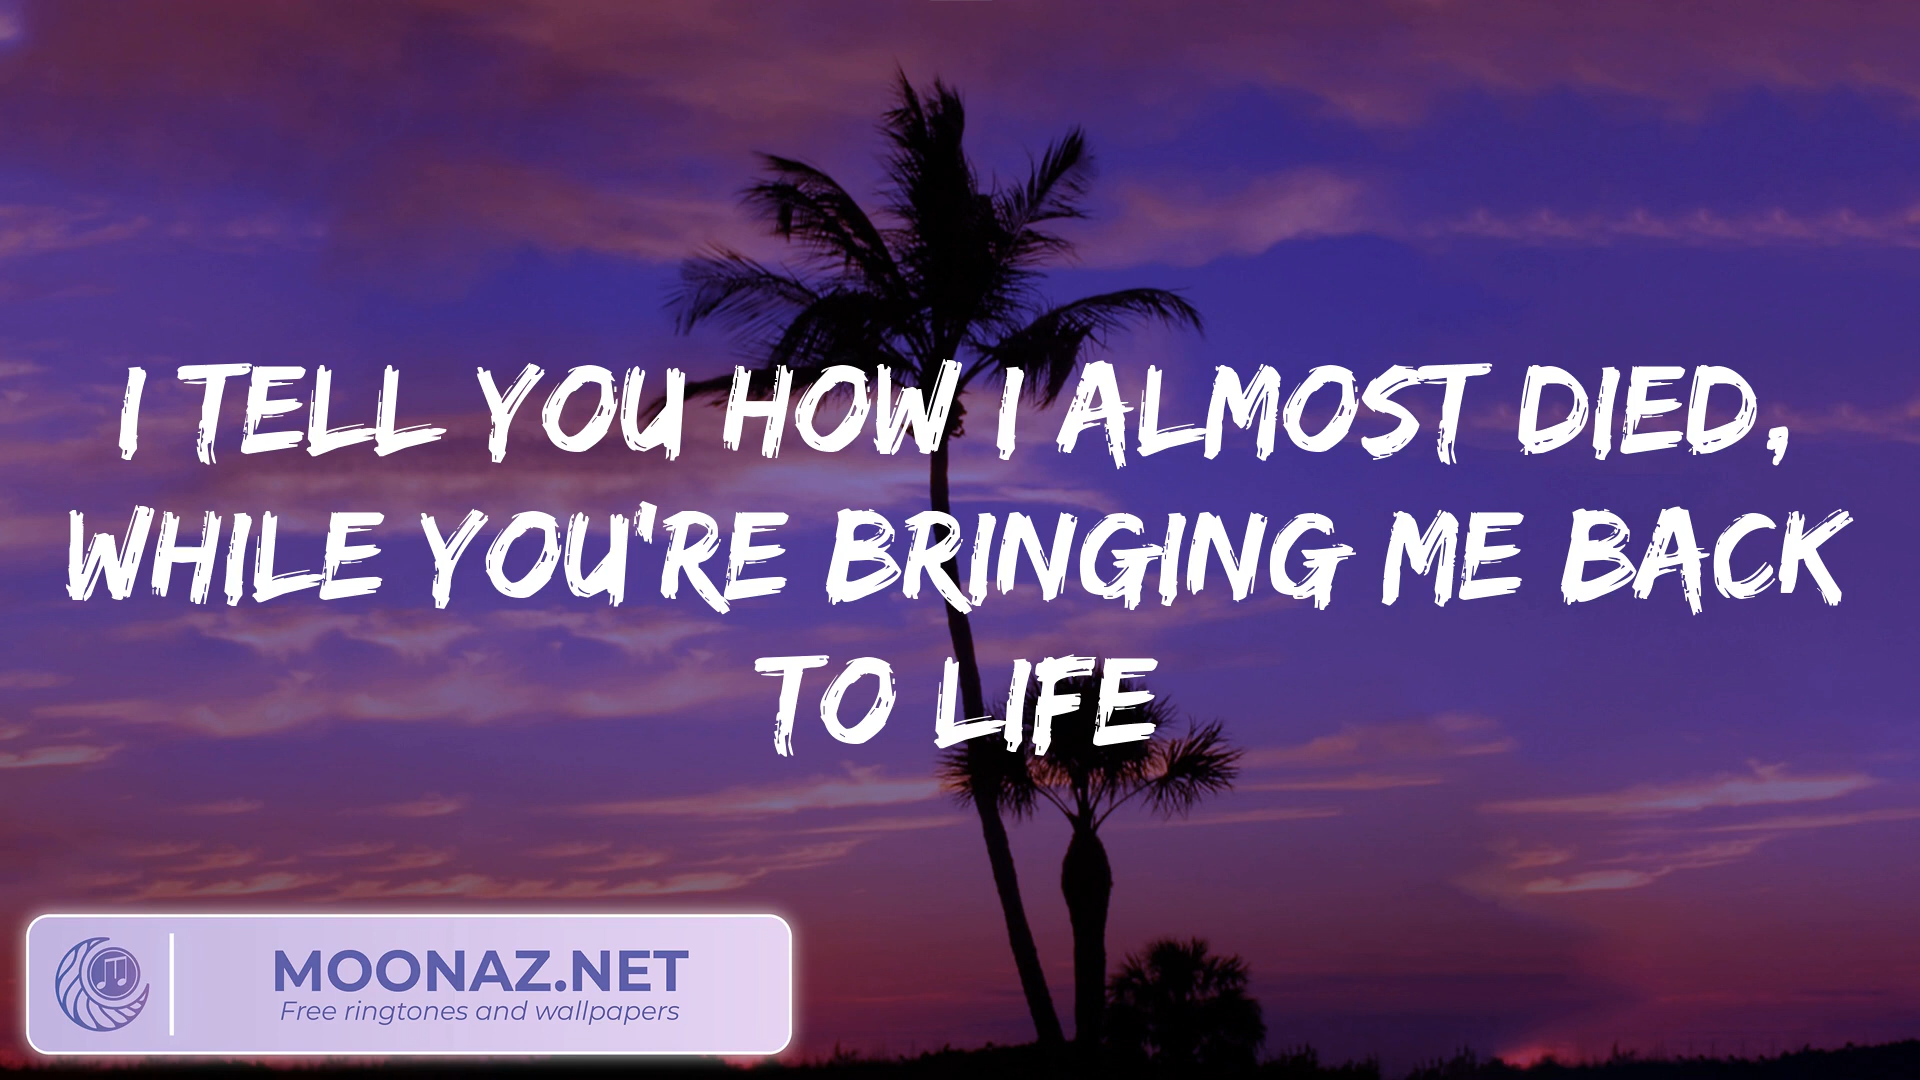 I TELL YOU HOW I ALMOST DIED,
WHILE YOU'RE BRINGING ME BACK
TO LIFE
MOONAZ.NET
Free ringtones and wallpapers